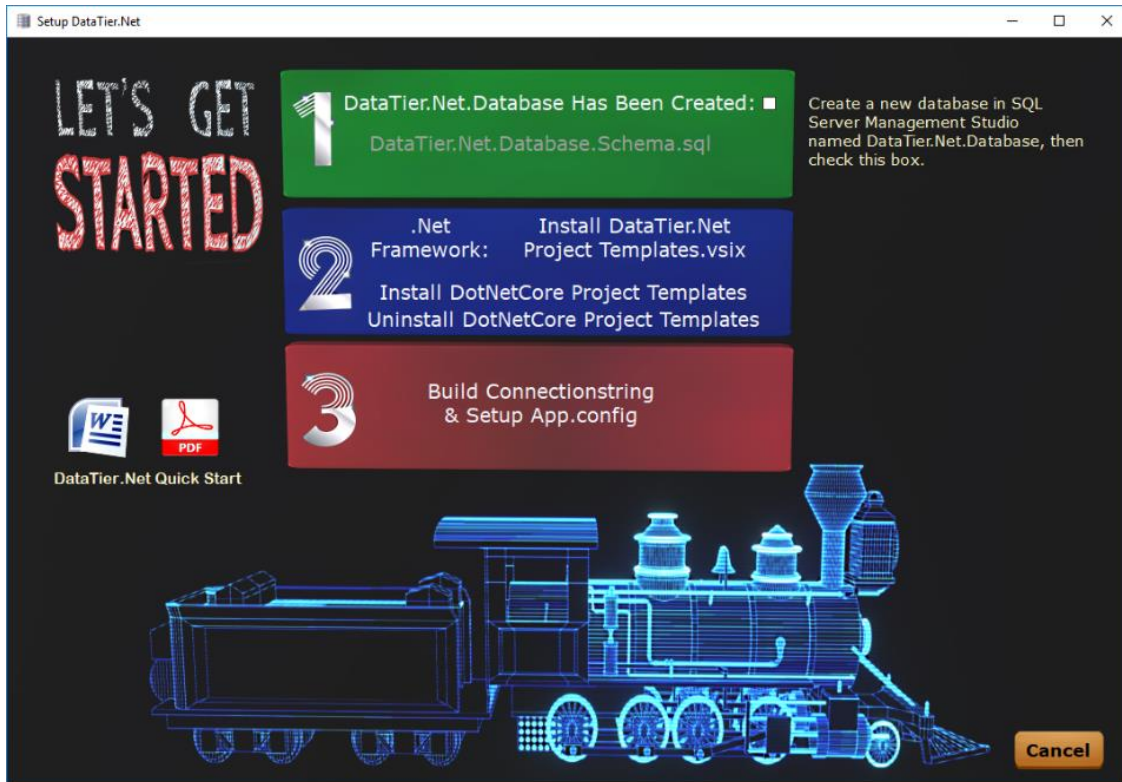 Setup DataTier.Net
LET'S GET
STARTED
1
DataTier.Net.Database Has Been Created:
DataTier.Net.Database.Schema.sql
Create a new database in SQL
Server Management Studio
named DataTier.Net.Database, then
check this box.
2
.Net
Framework:
Install DataTier.Net
Project Templates.vsix
Install DotNetCore Project Templates
Uninstall DotNetCore Project Templates
3
Build Connectionstring
& Setup App.config
W
PDF
DataTier.Net Quick Start
Cancel